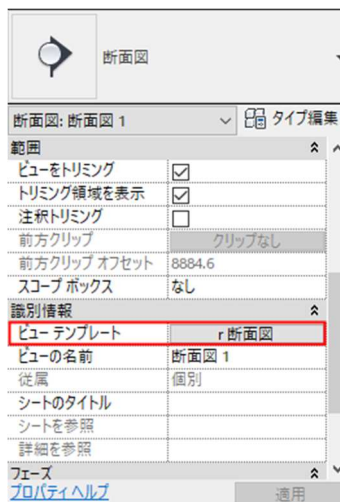 断面図
断面図: 断面図 1 タイプ編集
範囲
ビューをトリミング
トリミング領域を表示
注釈トリミング
前方クリップ クリップなし
前方クリップ オフセット 8884.6
スコープ ボックス なし
識別情報
ビュー テンプレート r 断面図
ビューの名前 断面図 1
従属 個別
シートのタイトル
シートを参照
詳細を参照
フェーズ
プロパティ ヘルプ 適用